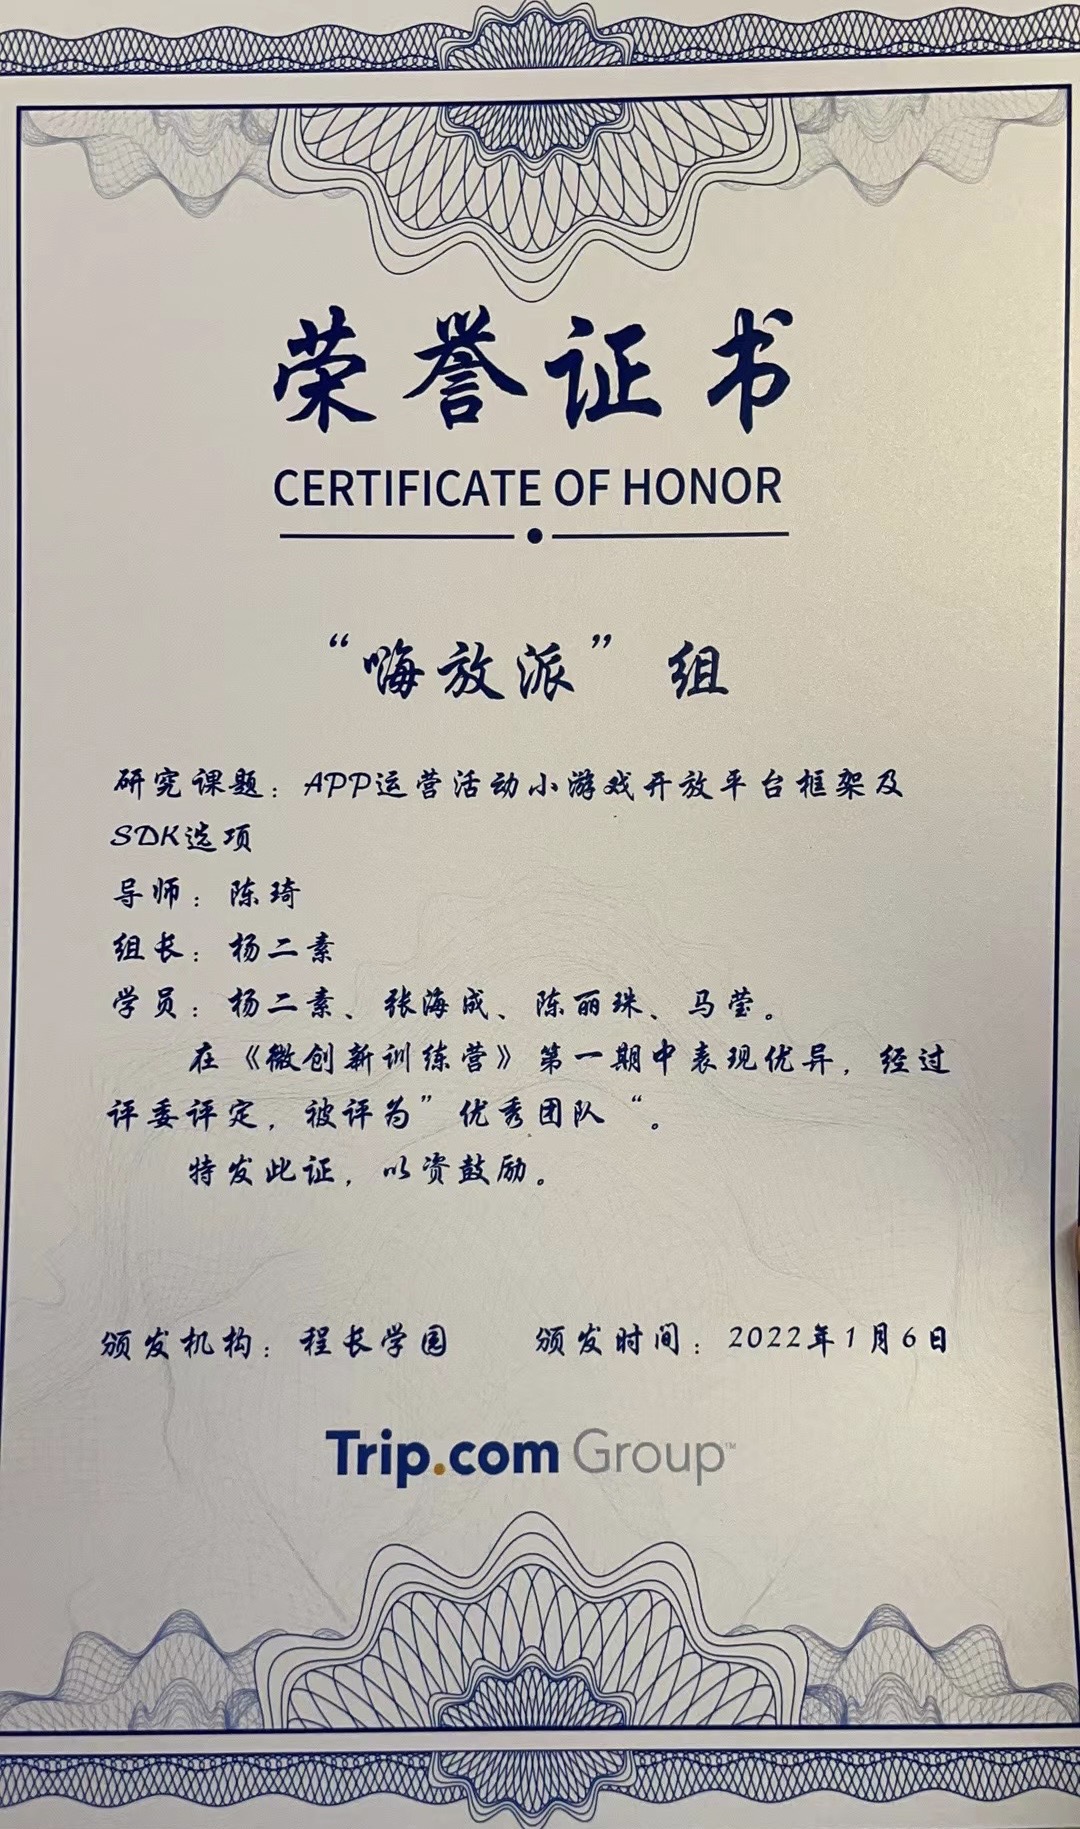 荣誉证书
CERTIFICATE OF HONOR
“嗨放派”组
研究课题：APP运营活动小游戏开放平台框架及
SDK选项
导师：陈琦
组长：杨二素
学员：杨二素、张海成、陈丽珠、马莹。
在《微创新训练营》第一期中表现优异，经过
评委评定，被评为”优秀团队“。
特发此证，以资鼓励。
颁发机构：程长学园 颁发时间：2022年1月6日
Trip.com Group™